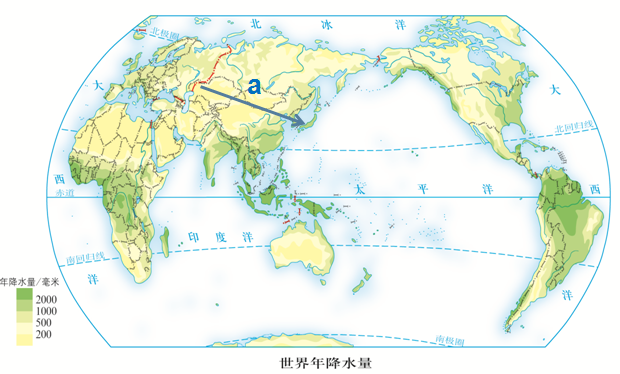 北冰洋
北极圈
a
大
大
北回归线
西
赤道
太平洋
西
印度洋
南回归线
洋
洋
年降水量/毫米
2000
1000
500
200
南极圈
世界年降水量